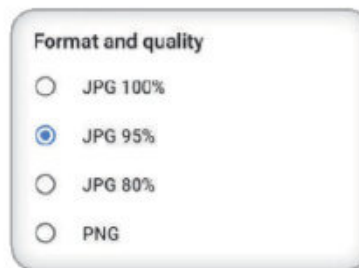 Format and quality
JPG 100%
JPG 95%
JPG 80%
PNG